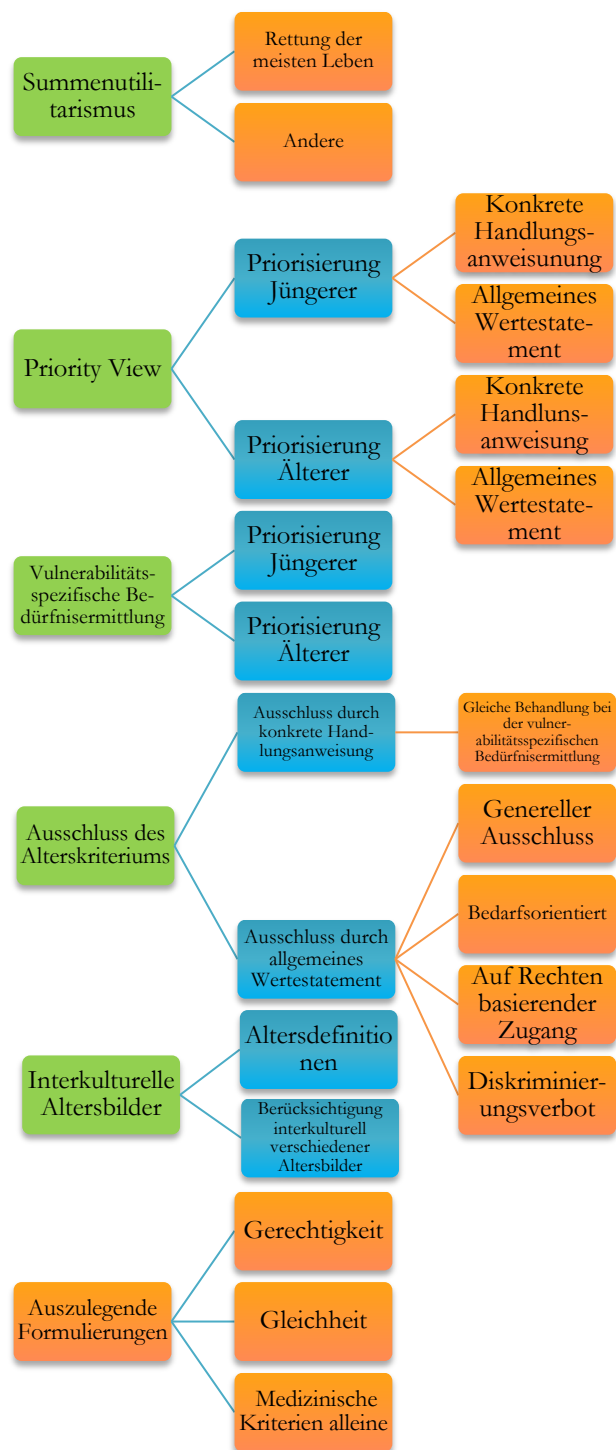 Summenutili-
tarismus
Rettung der
meisten Leben
Andere
Priority View
Priorisierung
Jüngerer
Konkrete
Handlungs-
anweisunung
Allgemeines
Wertestate-
ment
Priorisierung
Älterer
Konkrete
Handluns-
anweisung
Allgemeines
Wertestate-
ment
Vulnerabilitäts-
spezifische Be-
dürfnisermittlung
Priorisierung
Jüngerer
Priorisierung
Älterer
Ausschluss des
Alterskriteriums
Ausschluss durch
konkrete Hand-
lungsanweisung
Gleiche Behandlung bei
der vulner-
abilitätsspezifischen
Bedürfnisermittlung
Ausschluss durch
allgemeines
Wertestatement
Genereller
Ausschluss
Bedarfsorientiert
Auf Rechten
basierender
Zugang
Diskriminier-
ungsverbot
Interkulturelle
Altersbilder
Altersdefinitio
nen
Berücksichtigung
interkulturell
verschiedener
Altersbilder
Auszulegende
Formulierungen
Gerechtigkeit
Gleichheit
Medizinische
Kriterien alleine